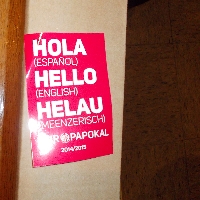 HOLA
(ESPAÑOL)
HELLO
(ENGLISH)
HELAU
(MEENZERISCH)
PAPOKAL
2014/2015